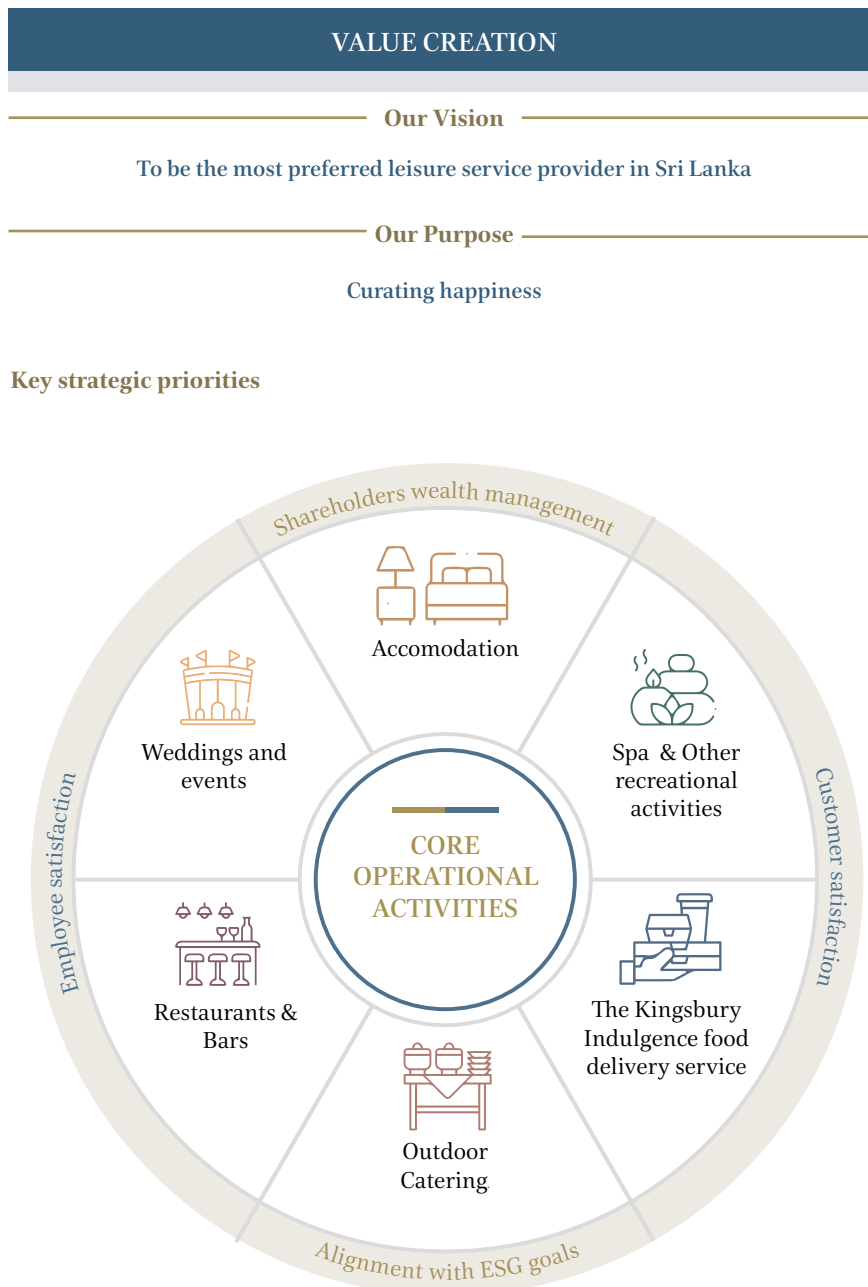 VALUE CREATION
Our Vision
To be the most preferred leisure service provider in Sri Lanka
Our Purpose
Curating happiness
Key strategic priorities
Shareholders wealth management
Accomodation
Weddings and
events
Spa & Other
recreational
activities
Employee satisfaction
CORE
OPERATIONAL
ACTIVITIES
Customer satisfaction
Restaurants &
Bars
The Kingsbury
Indulgence food
delivery service
Outdoor
Catering
Alignment with ESG goals